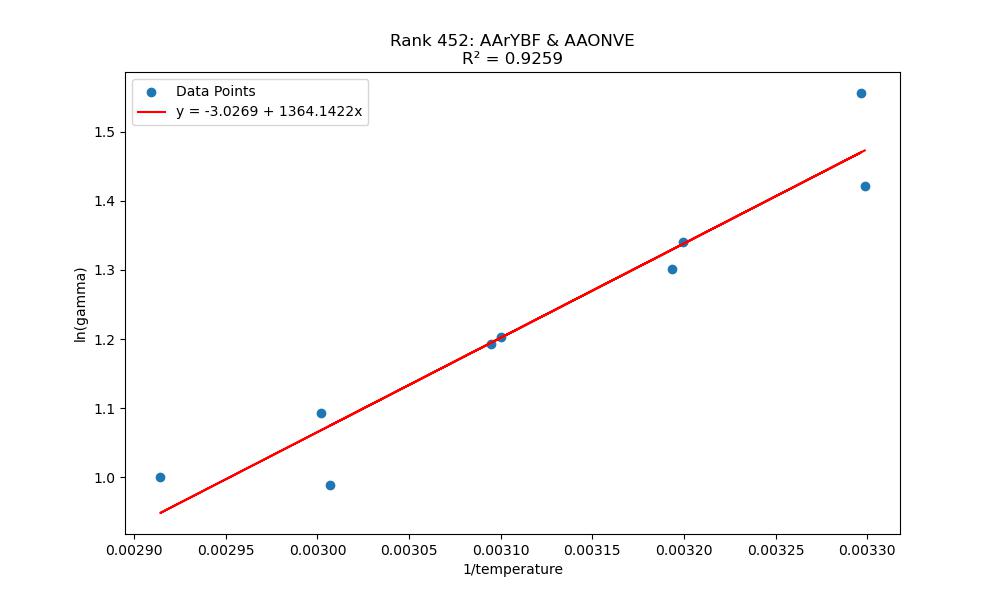 Rank 452: AArYBF & AAONVE
R² = 0.9259
Data Points
y = -3.0269 + 1364.1422x
ln(gamma)
1.5
1.4
1.3
1.2
1.1
1.0
0.00290 0.00295 0.00300 0.00305 0.00310 0.00315 0.00320 0.00325 0.00330
1/temperature